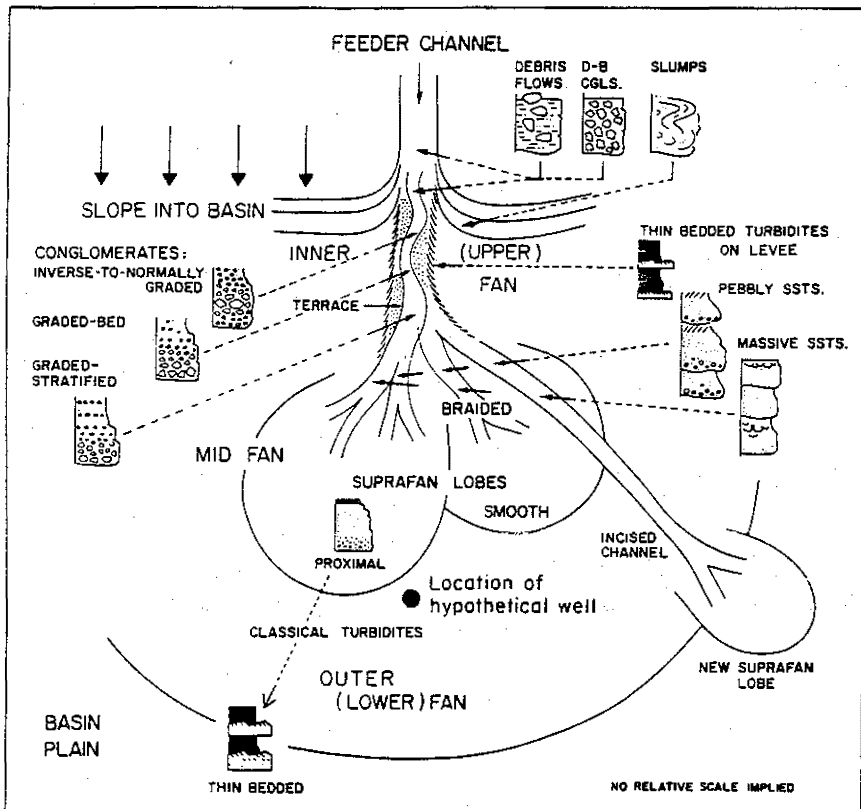 FEEDER CHANNEL
DEBRIS
FLOWS
D-B
CGLS.
SLUMPS
SLOPE INTO BASIN
INNER
(UPPER)
FAN
THIN BEDDED TURBIDITES
ON LEVEE
CONGLOMERATES:
INVERSE-TO-NORMALLY
GRADED
TERRACE
PEBBLY SSTS.
GRADED-BED
MASSIVE SSTS.
GRADED-
STRATIFIED
BRAIDED
MID FAN
SUPRAFAN LOBES
SMOOTH
INCISED
CHANNEL
PROXIMAL
Location of
hypothetical well
CLASSICAL TURBIDITES
NEW SUPRAFAN
LOBE
OUTER
(LOWER) FAN
BASIN
PLAIN
THIN BEDDED
NO RELATIVE SCALE IMPLIED